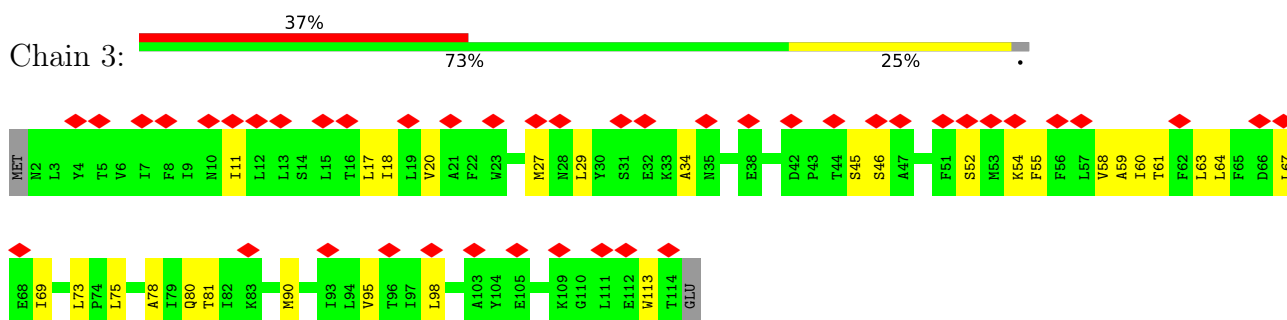 37%
Chain 3:
73% 25% •
MET N2 L3 Y4 T5 V6 I7 F8 I9 N10 I11 L12 L13 S14 L15 T16 L17 I18 L19 V20 A21 F22 W23 M27 N28 L29 Y30 S31 E32 K33 A34 N35 E38 D42 P43 T44 S45 S46 A47 F51 S52 M53 K54 F55 F56 L57 V58 A59 I60 T61 F62 L63 L64 F65 D66 L67
E68 I69 L73 P74 L75 A78 I79 Q80 T81 I82 K83 M90 I93 L94 V95 T96 I97 L98 A103 Y104 E105 K109 G110 L111 E112 W113 T114 GLU